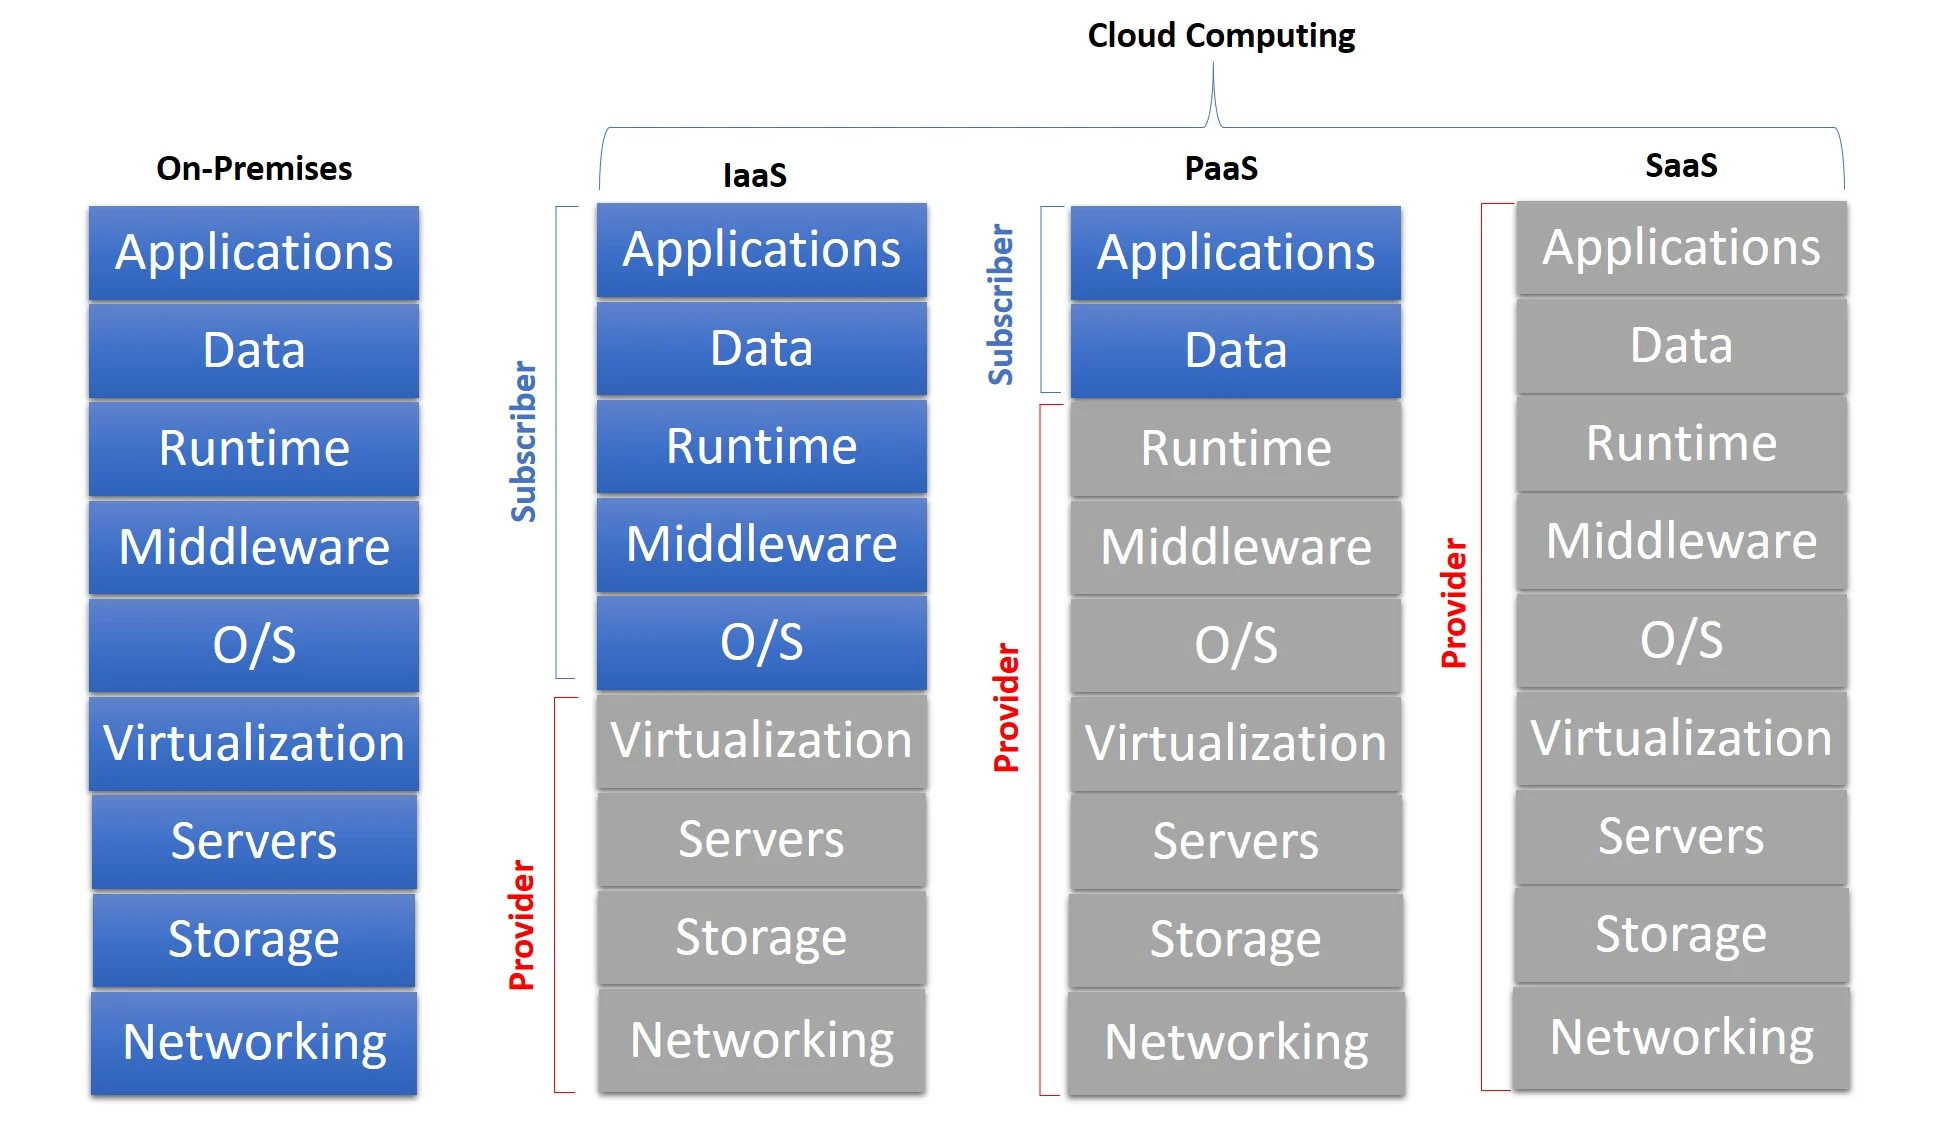 Cloud Computing
On-Premises
Applications
Data
Runtime
Middleware
O/S
Virtualization
Servers
Storage
Networking
IaaS
Subscriber
Applications
Data
Runtime
Middleware
O/S
Provider
Virtualization
Servers
Storage
Networking
PaaS
Subscriber
Applications
Data
Provider
Runtime
Middleware
O/S
Virtualization
Servers
Storage
Networking
SaaS
Provider
Applications
Data
Runtime
Middleware
O/S
Virtualization
Servers
Storage
Networking